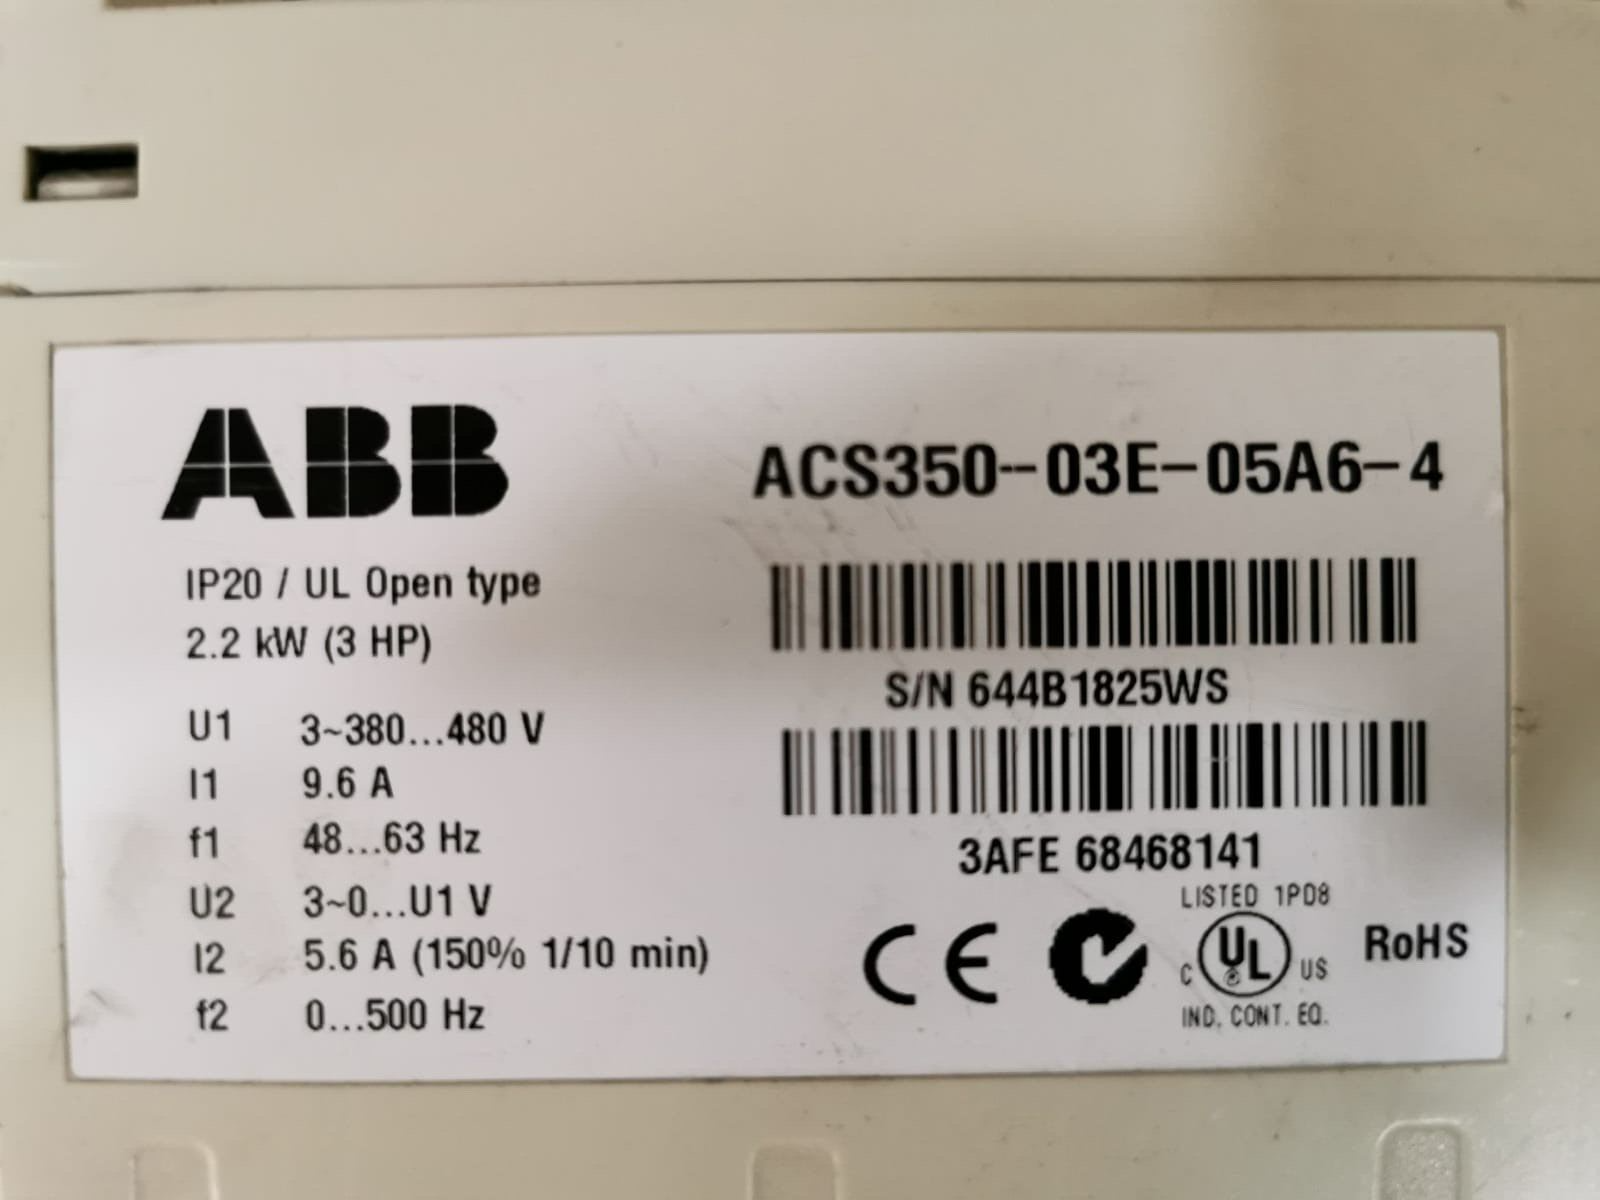 ABB
ACS350--03E-05A6-4
IP20 / UL Open type
2.2 kW (3 HP)
S/N 644B1825WS
U1 3~380...480 V
I1 9.6 A
f1 48...63 Hz
3AFE 68468141
U2 3~0...U1 V
I2 5.6 A (150% 1/10 min)
f2 0...500 Hz
CE
LISTED 1PD8
C UL US
IND. CONT. EQ.
RoHS